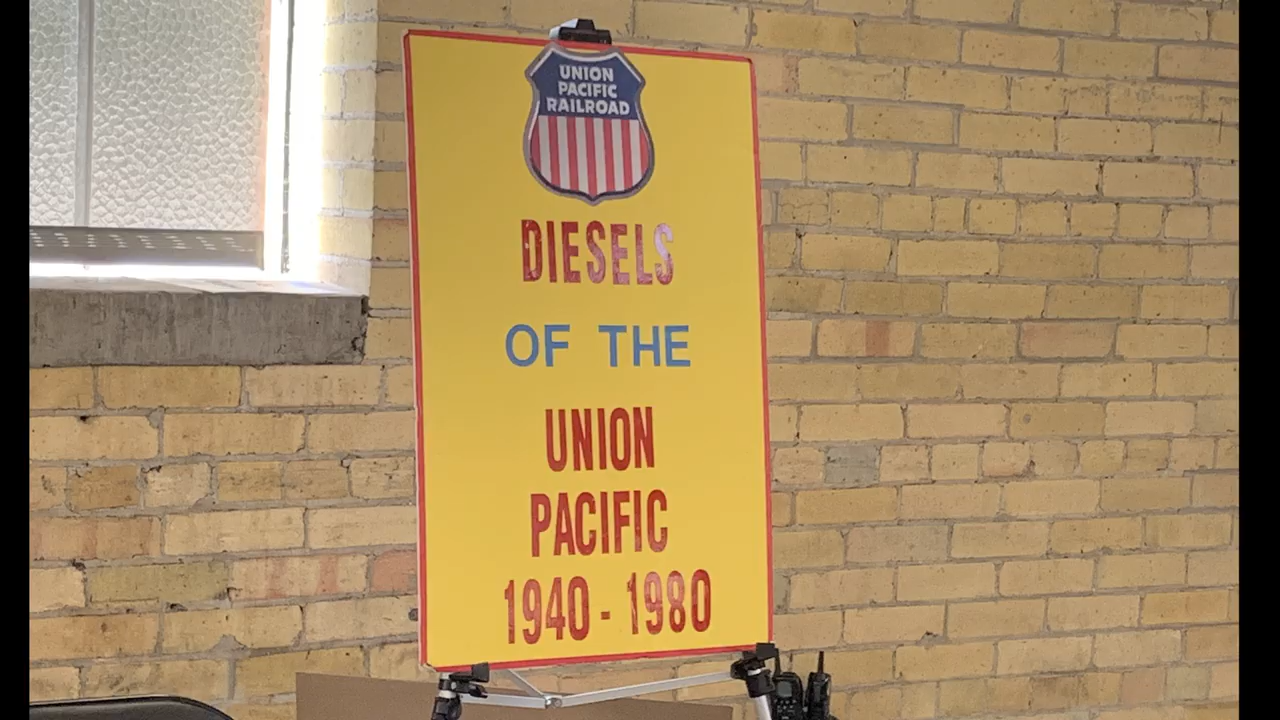 UNION
PACIFIC
RAILROAD
DIESELS
OF THE
UNION
PACIFIC
1940 - 1980